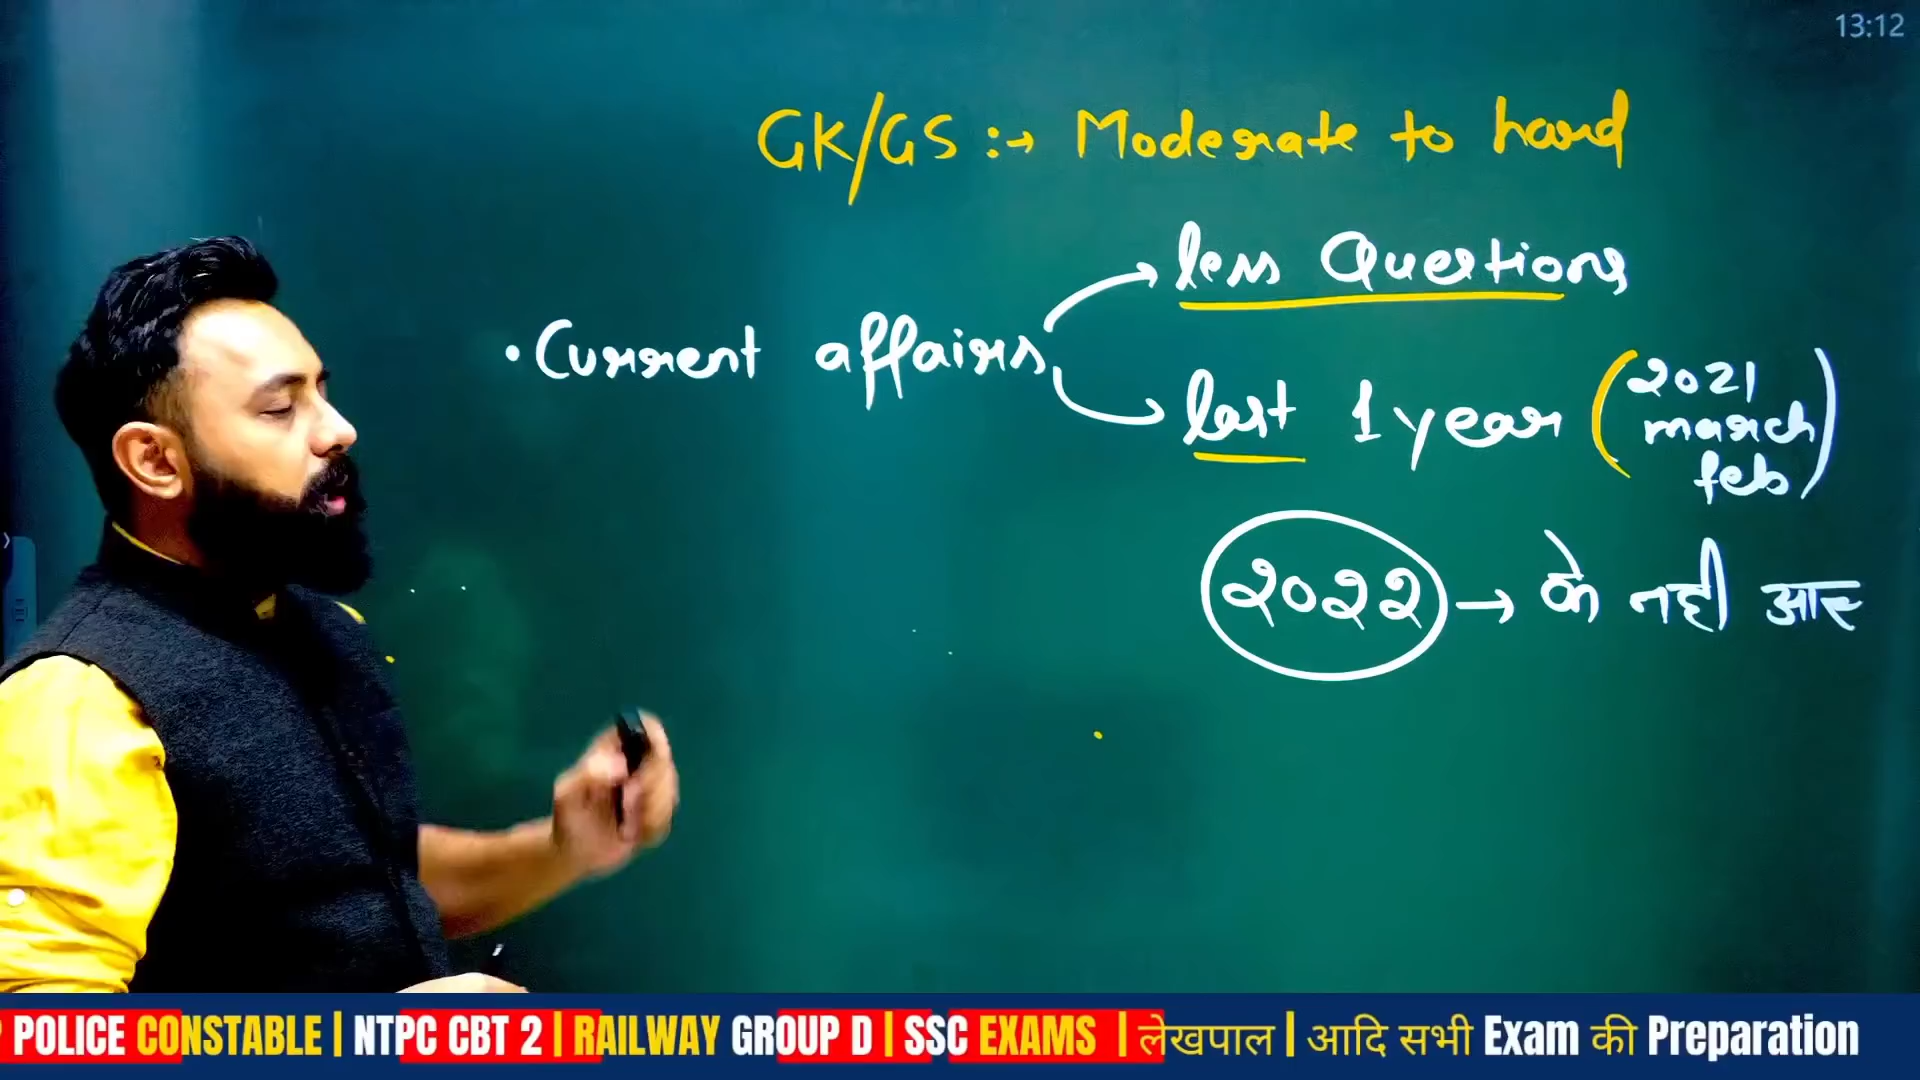 13:12
GK/GS :→ Moderate to hard
less Questions
• Current affairs
last 1 year (2021 march feb)
2022 → के नही आए
POLICE CONSTABLE | NTPC CBT 2 | RAILWAY GROUP D | SSC EXAMS | लेखपाल | आदि सभी Exam की Preparation